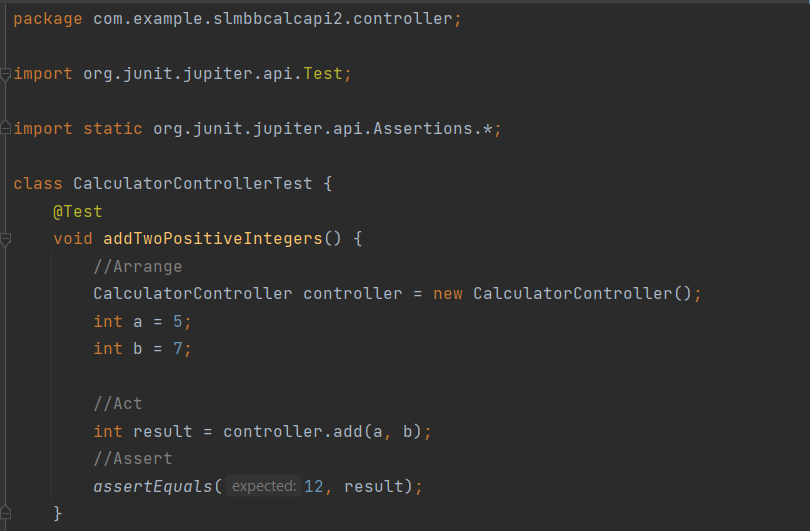 package com.example.slmbbcalcapi2.controller;
import org.junit.jupiter.api.Test;
import static org.junit.jupiter.api.Assertions.*;
class CalculatorControllerTest {
@Test
void addTwoPositiveIntegers() {
//Arrange
CalculatorController controller = new CalculatorController();
int a = 5;
int b = 7;
//Act
int result = controller.add(a, b);
//Assert
assertEquals( expected: 12, result);
}